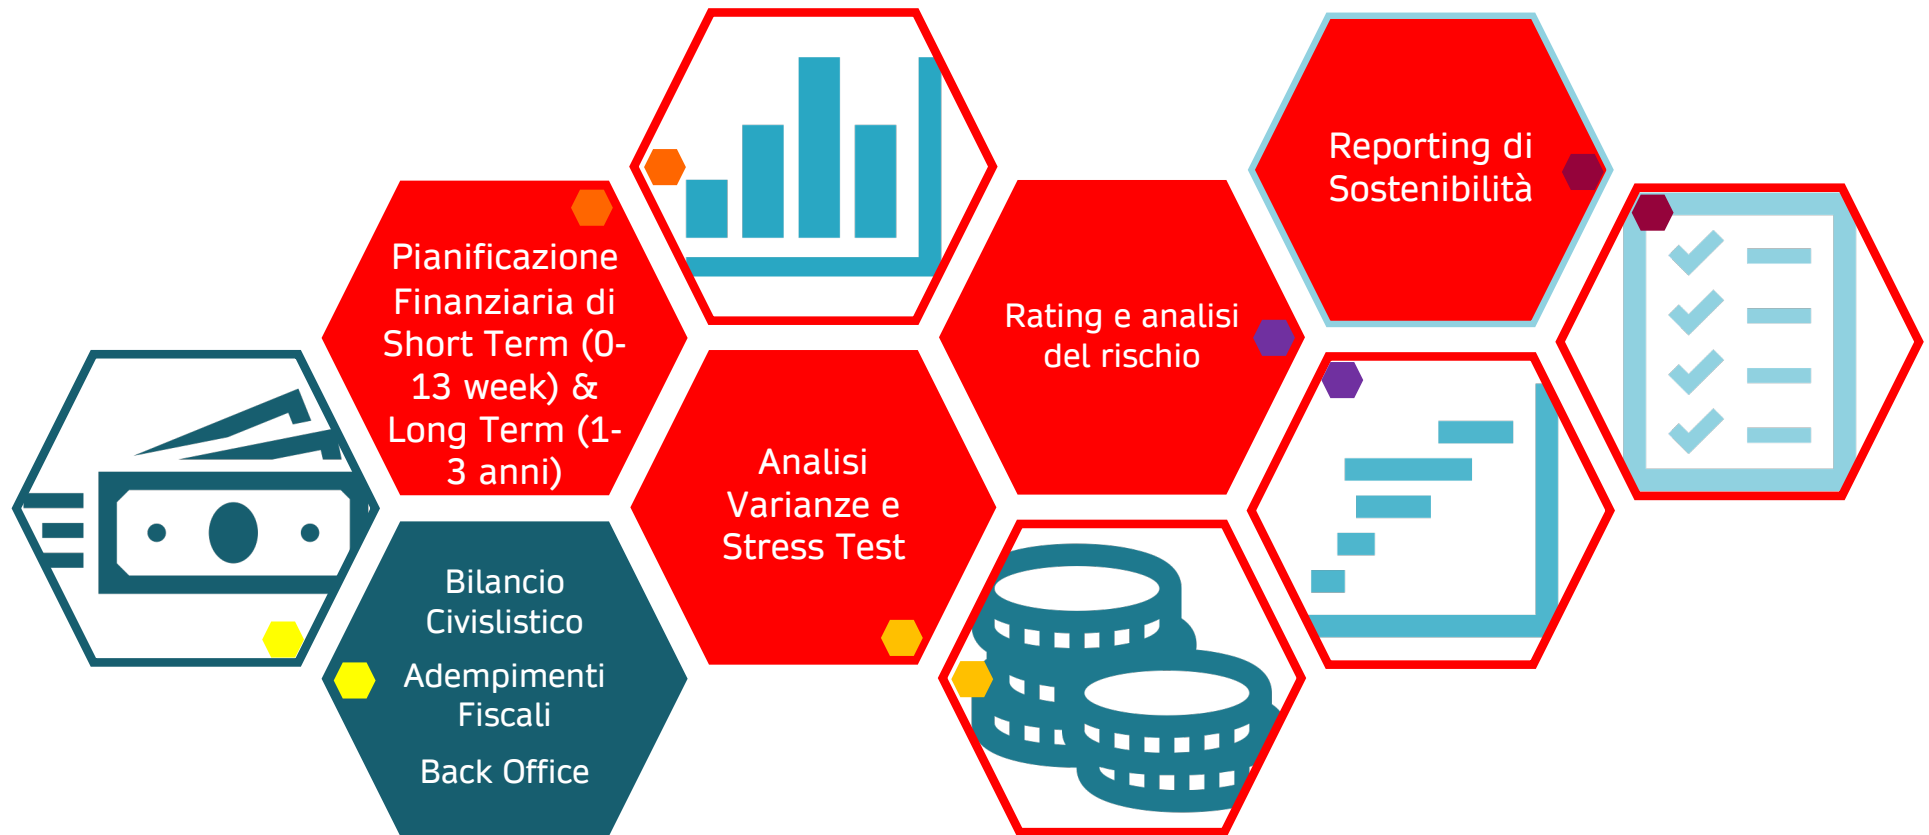 Pianificazione
Finanziaria di
Short Term (0-
13 week) &
Long Term (1-
3 anni)
Bilancio
Civislistico
Adempimenti
Fiscali
Back Office
Analisi
Varianze e
Stress Test
Rating e analisi
del rischio
Reporting di
Sostenibilità